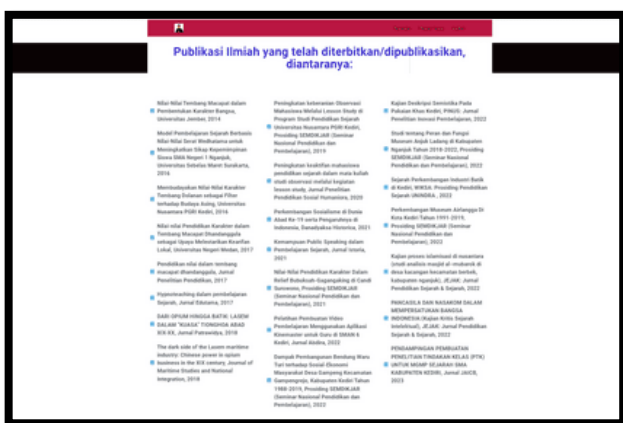 Publikasi Ilmiah yang telah diterbitkan/dipublikasikan,
diantaranya:
Nilai Nilai Tembang Macapat dalam
Pembentukan Karakter Bangsa,
Universitas Jember, 2014
Model Pembelajaran Sejarah Berbasis
Nilai Nilai Serat Wedhatama untuk
Meningkatkan Sikap Kepemimpinan
Siswa SMA Negeri 1 Nganjuk,
Universitas Sebelas Maret Surakarta,
2016
Membudayakan Nilai Nilai Karakter
Tembang Dolanan sebagai Filter
terhadap Budaya Asing, Universitas
Nusantara PGRI Kediri, 2016
Nilai nilai Pendidikan Karakter dalam
Tembang Macapat Dhandanggula
sebagai Upaya Melestarikan Kearifan
Lokal, Universitas Negeri Medan, 2017
Pendidikan nilai dalam tembang
macapat dhandanggula, Jurnal
Penelitian Pendidikan, 2017
Hypnoteaching dalam pembelajaran
Sejarah, Jurnal Edutama, 2017
DARI OPIUM HINGGA BATIK: LASEM
DALAM "KUASA" TIONGHOA ABAD
XIX-XX, Jurnal Patrawidya, 2018
The dark side of the Lasem maritime
industry: Chinese power in opium
business in the XIX century, Journal of
Maritime Studies and National
Integration, 2018
Peningkatan keberanian Observasi
Mahasiswa Melalui Lesson Study di
Program Studi Pendidikan Sejarah
Universitas Nusantara PGRI Kediri,
Prosiding SEMDIKJAR (Seminar
Nasional Pendidikan dan
Pembelajaran), 2019
Peningkatan keaktifan mahasiswa
pendidikan sejarah dalam mata kuliah
studi observasi melalui kegiatan
lesson study, Jurnal Penelitian
Pendidikan Sosial Humaniora, 2020
Perkembangan Sosialisme di Dunia
Abad Ke-19 serta Pengaruhnya di
Indonesia, Danadyaksa Historica, 2021
Kemampuan Public Speaking dalam
Pembelajaran Sejarah, Jurnal Istoria,
2021
Nilai Nilai Pendidikan Karakter Dalam
Relief Bubuksah-Gagangaking di Candi
Surowono, Prosiding SEMDIKJAR
(Seminar Nasional Pendidikan dan
Pembelajaran), 2022
Pelatihan Pembuatan Video
Pembelajaran Menggunakan Aplikasi
Kinemaster untuk Guru di SMAN 6
Kediri, Jurnal Abdira, 2022
Dampak Pembangunan Bendung Waru
Turi terhadap Sosial Ekonomi
Masyarakat Desa Gampeng Kecamatan
Gampengrejo, Kabupaten Kediri Tahun
1988-2019, Prosiding SEMDIKJAR
(Seminar Nasional Pendidikan dan
Pembelajaran), 2022
Kajian Deskripsi Semiotika Pada
Pakaian Khas Kediri, PINUS: Jurnal
Penelitian Inovasi Pembelajaran, 2022
Studi tentang Peran dan Fungsi
Museum Anjuk Ladang di Kabupaten
Nganjuk Tahun 2018-2022, Prosiding
SEMDIKJAR (Seminar Nasional
Pendidikan dan Pembelajaran), 2022
Sejarah Perkembangan Industri Batik
di Kediri, WIKSA: Prosiding Pendidikan
Sejarah UNINDRA., 2022
Perkembangan Museum Airlangga Di
Kota Kediri Tahun 1991-2019,
Prosiding SEMDIKJAR (Seminar
Nasional Pendidikan dan
Pembelajaran), 2022
Kajian proses islamisasi di nusantara
(studi analisis masjid al-mubarok di
desa kacangan kecamatan berbek,
kabupaten nganjuk), JEJAK: Jurnal
Pendidikan Sejarah & Sejarah, 2022
PANCASILA DAN NASAKOM DALAM
MEMPERSATUKAN BANGSA
INDONESIA (Kajian Kritis Sejarah
Intelektual), JEJAK: Jurnal Pendidikan
Sejarah & Sejarah, 2022
PENDAMPINGAN PEMBUATAN
PENELITIAN TINDAKAN KELAS (PTK)
UNTUK MGMP SEJARAH SMA
KABUPATEN KEDIRI, Jurnal JAICB,
2023